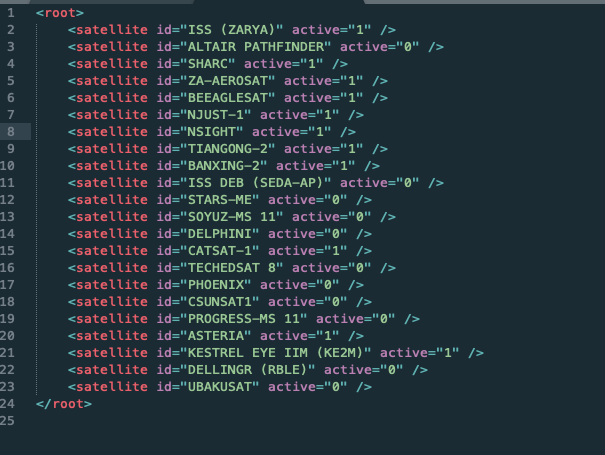 1 <root>
2 <satellite id="ISS (ZARYA)" active="1" />
3 <satellite id="ALTAIR PATHFINDER" active="0" />
4 <satellite id="SHARC" active="1" />
5 <satellite id="ZA-AEROSAT" active="1" />
6 <satellite id="BEEAGLESAT" active="1" />
7 <satellite id="NJUST-1" active="1" />
8 <satellite id="NSIGHT" active="1" />
9 <satellite id="TIANGONG-2" active="1" />
10 <satellite id="BANXING-2" active="1" />
11 <satellite id="ISS DEB (SEDA-AP)" active="0" />
12 <satellite id="STARS-ME" active="0" />
13 <satellite id="SOYUZ-MS 11" active="0" />
14 <satellite id="DELPHINI" active="0" />
15 <satellite id="CATSAT-1" active="1" />
16 <satellite id="TECHEDSAT 8" active="0" />
17 <satellite id="PHOENIX" active="0" />
18 <satellite id="CSUNSAT1" active="0" />
19 <satellite id="PROGRESS-MS 11" active="0" />
20 <satellite id="ASTERIA" active="1" />
21 <satellite id="KESTREL EYE IIM (KE2M)" active="1" />
22 <satellite id="DELLINGR (RBLE)" active="0" />
23 <satellite id="UBAKUSAT" active="0" />
24 </root>
25